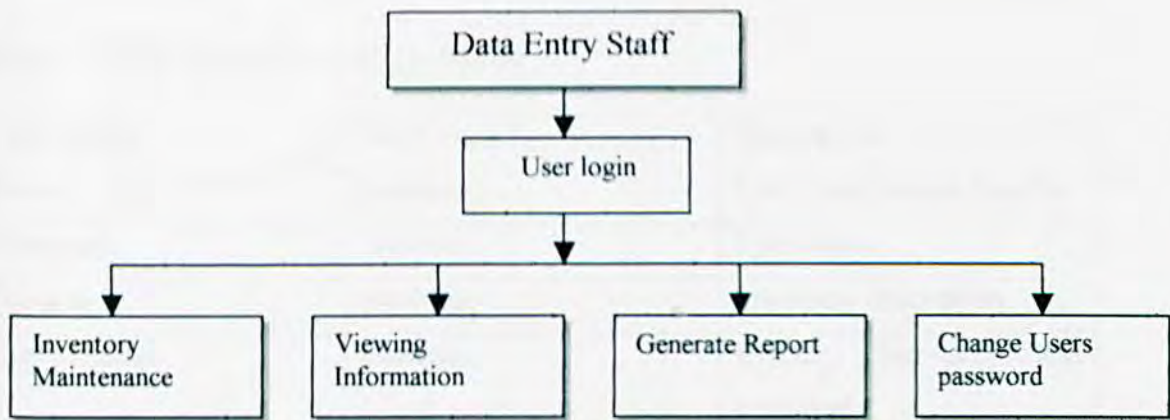 Data Entry Staff
User login
Inventory
Maintenance
Viewing
Information
Generate Report
Change Users
password